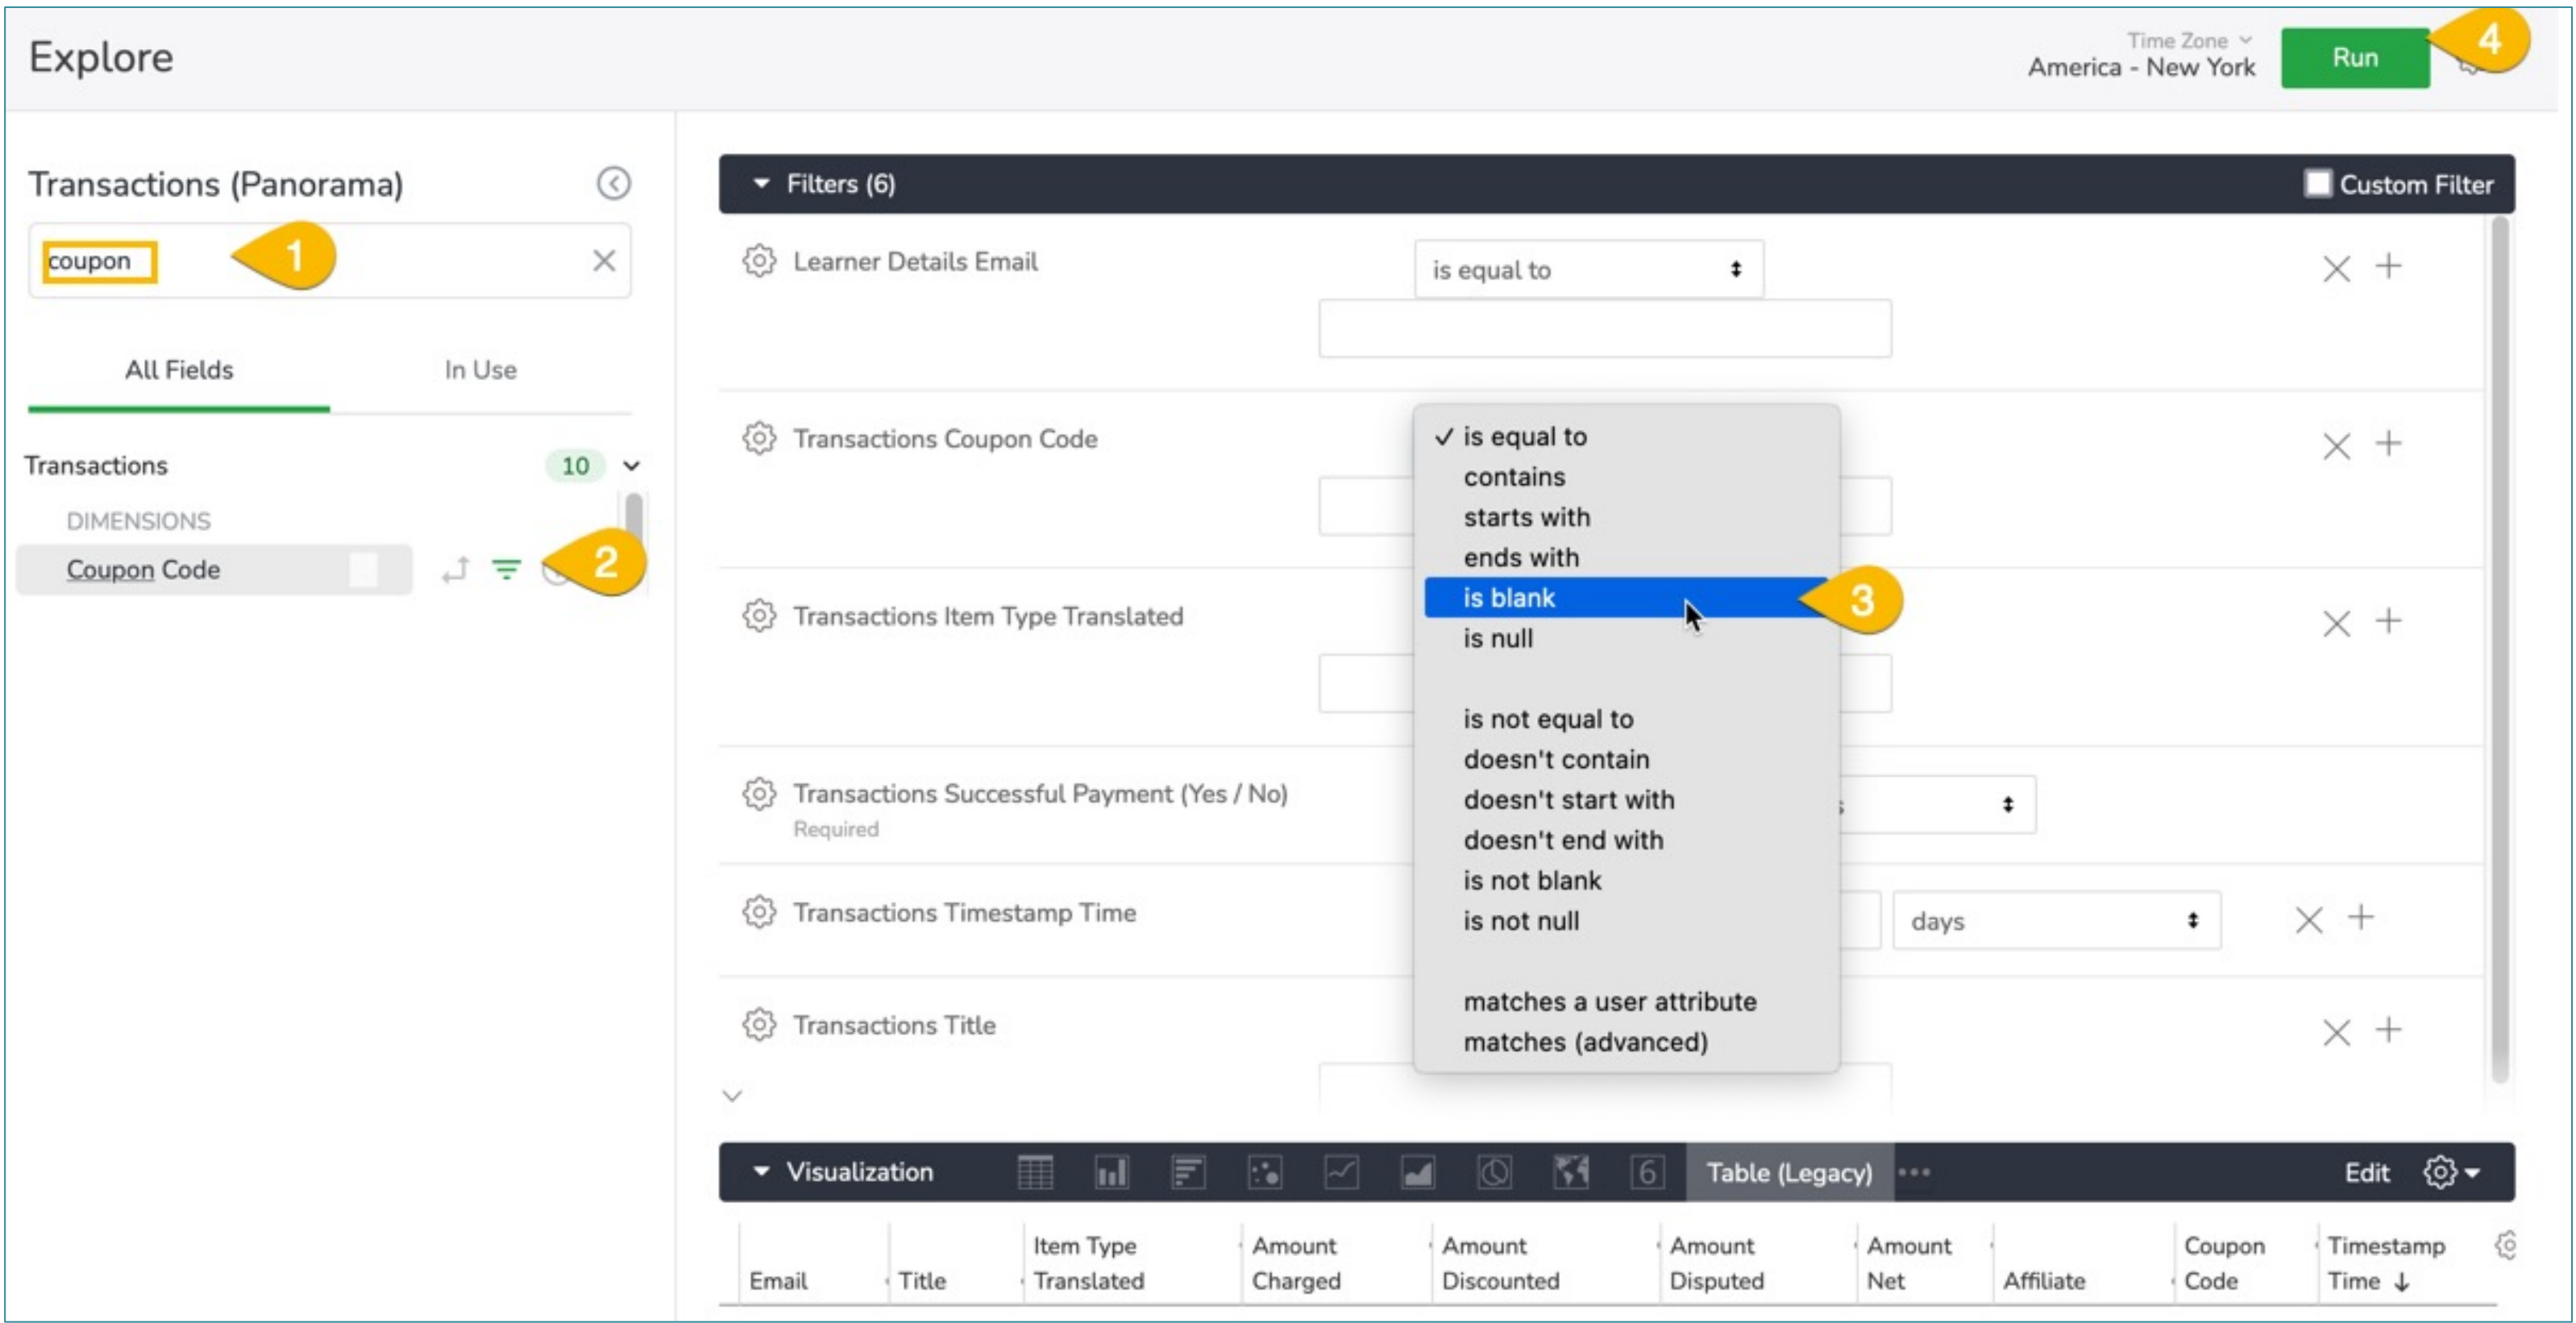 Explore
Time Zone
America - New York
Run
4
Transactions (Panorama)
coupon
1
All Fields
In Use
Transactions
10
DIMENSIONS
Coupon Code
2
Filters (6)
Custom Filter
Learner Details Email
is equal to
Transactions Coupon Code
Transactions Item Type Translated
Transactions Successful Payment (Yes / No)
Required
Transactions Timestamp Time
days
Transactions Title
✓ is equal to
contains
starts with
ends with
is blank
3
is null
is not equal to
doesn't contain
doesn't start with
doesn't end with
is not blank
is not null
matches a user attribute
matches (advanced)
Visualization
6
Table (Legacy)
Edit
Email
Title
Item Type
Translated
Amount
Charged
Amount
Discounted
Amount
Disputed
Amount
Net
Affiliate
Coupon
Code
Timestamp
Time ↓